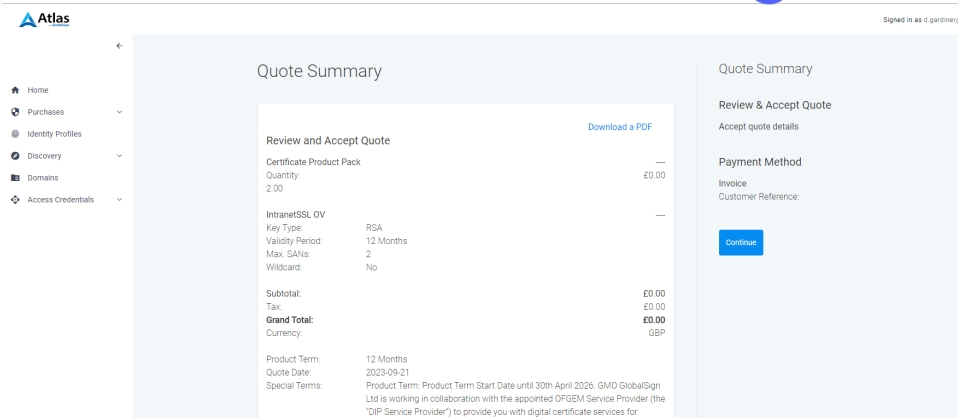 Atlas
Signed in as d.gardiner@
Home
Purchases
Identity Profiles
Discovery
Domains
Access Credentials
Quote Summary
Download a PDF
Review and Accept Quote
Certificate Product Pack ---
Quantity: £0.00
2.00
IntranetSSL OV ---
Key Type: RSA
Validity Period: 12 Months
Max. SANs: 2
Wildcard: No
Subtotal: £0.00
Tax: £0.00
Grand Total: £0.00
Currency: GBP
Product Term: 12 Months
Quote Date: 2023-09-21
Special Terms: Product Term: Product Term Start Date until 30th April 2026. GMO GlobalSign
Ltd is working in collaboration with the appointed OFGEM Service Provider (the
"DIP Service Provider") to provide you with digital certificate services for
Quote Summary
Review & Accept Quote
Accept quote details
Payment Method
Invoice
Customer Reference:
Continue